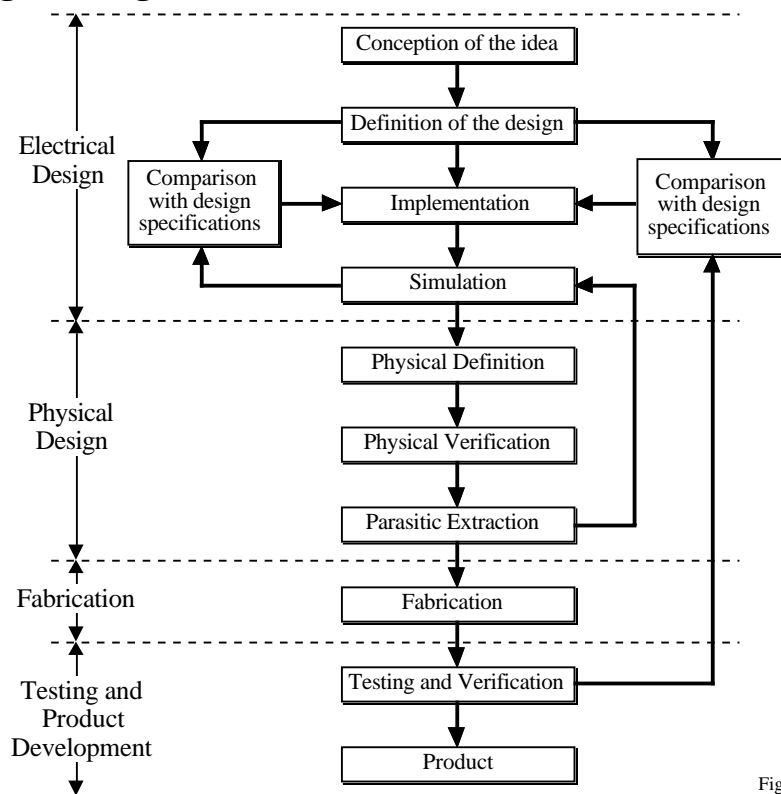 Conception of the idea
Definition of the design
Electrical
Design
Comparison
with design
specifications
Implementation
Comparison
with design
specifications
Simulation
Physical Definition
Physical
Design
Physical Verification
Parasitic Extraction
Fabrication
Fabrication
Testing and Verification
Testing and
Product
Development
Product
Fig